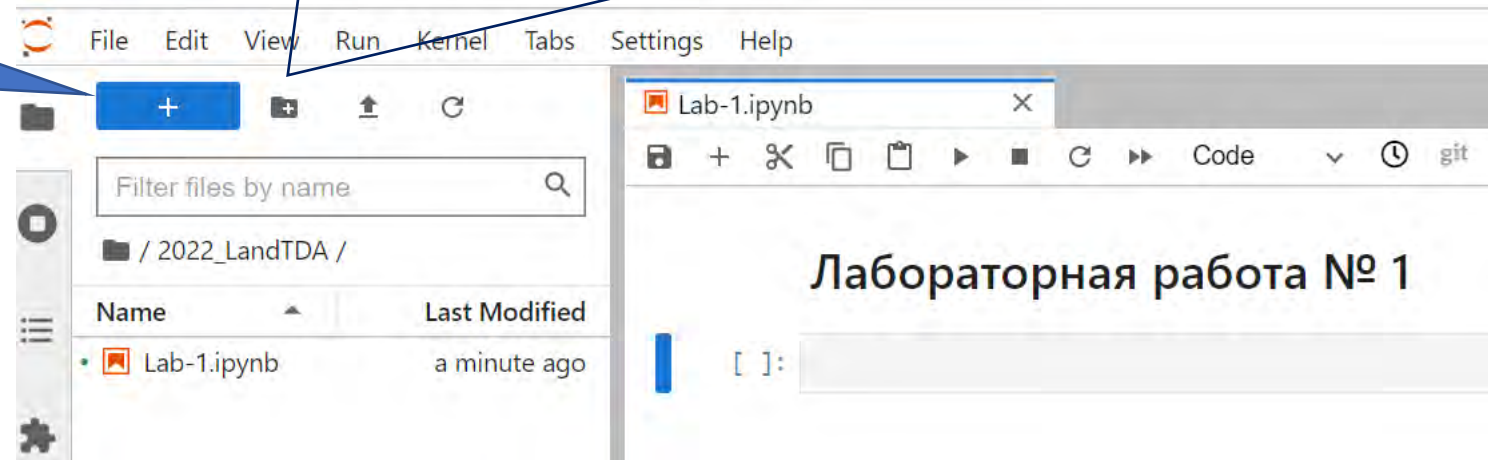 File Edit View Run Kernel Tabs Settings Help
Lab-1.ipynb
Code git
Filter files by name
/ 2022_LandTDA /
Лабораторная работа № 1
Name Last Modified
Lab-1.ipynb a minute ago
[ ]: